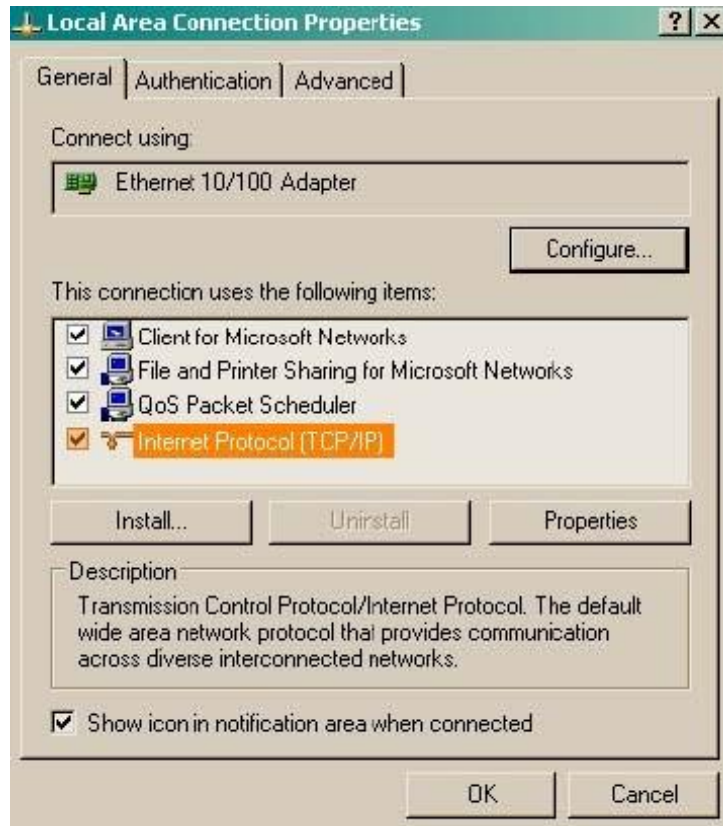 Local Area Connection Properties
General Authentication Advanced
Connect using:
Ethernet 10/100 Adapter
Configure...
This connection uses the following items:
Client for Microsoft Networks
File and Printer Sharing for Microsoft Networks
QoS Packet Scheduler
Internet Protocol (TCP/IP)
Install... Uninstall Properties
Description
Transmission Control Protocol/Internet Protocol. The default
wide area network protocol that provides communication
across diverse interconnected networks.
Show icon in notification area when connected
OK Cancel